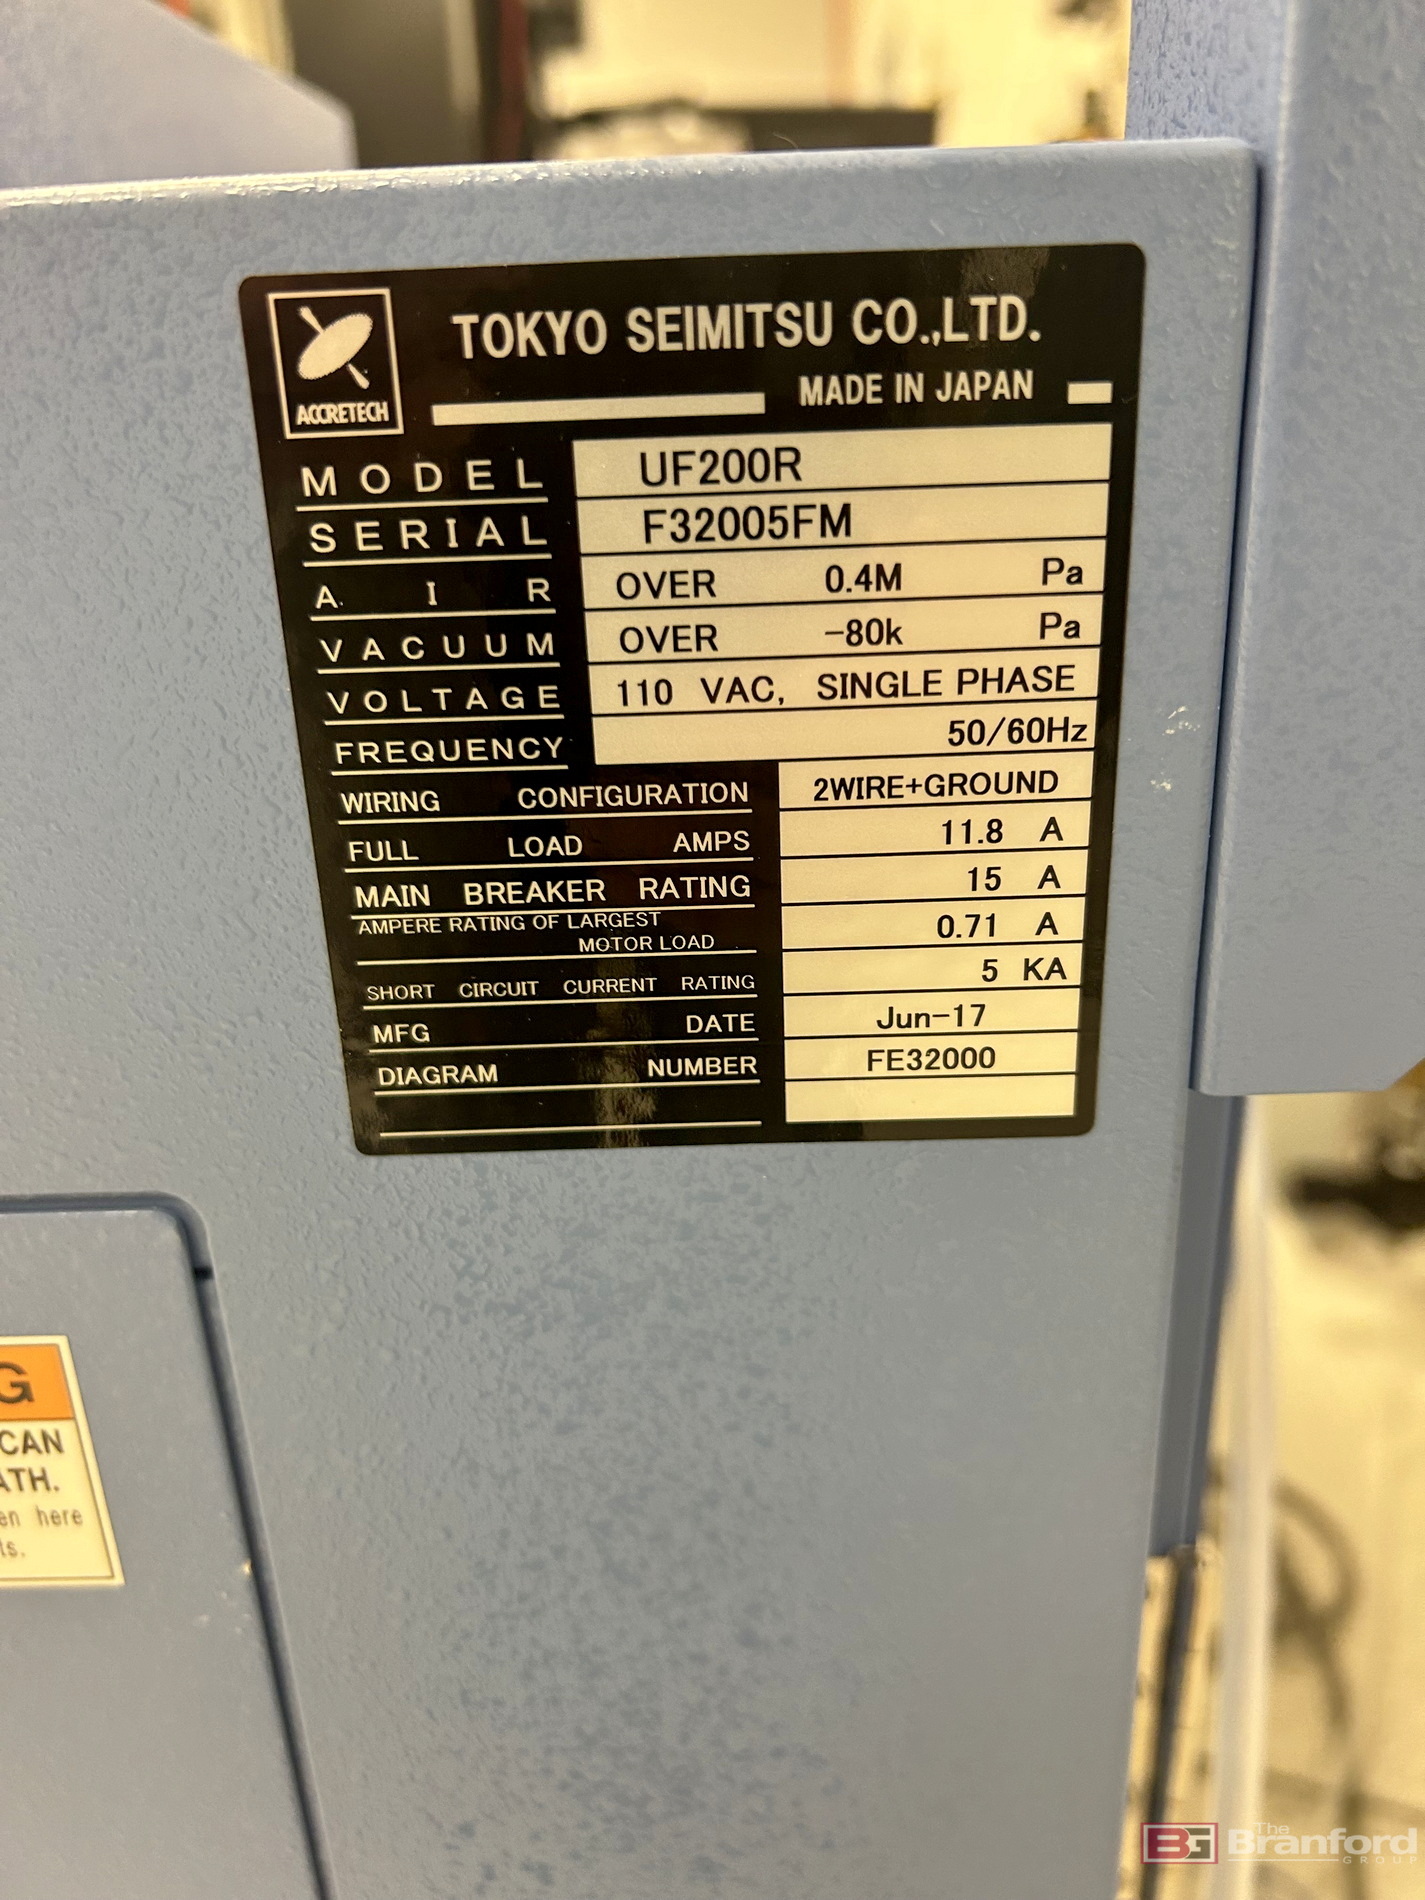 ACCRETECH
TOKYO SEIMITSU CO.,LTD.
MADE IN JAPAN
MODEL UF200R
SERIAL F32005FM
AIR OVER 0.4M Pa
VACUUM OVER -80k Pa
VOLTAGE 110 VAC, SINGLE PHASE
FREQUENCY 50/60Hz
WIRING CONFIGURATION 2WIRE+GROUND
FULL LOAD AMPS 11.8 A
MAIN BREAKER RATING 15 A
AMPERE RATING OF LARGEST
MOTOR LOAD 0.71 A
SHORT CIRCUIT CURRENT RATING 5 KA
MFG DATE Jun-17
DIAGRAM NUMBER FE32000
G
CAN
ATH.
en here
ts.
BG The
Branford
GROUP